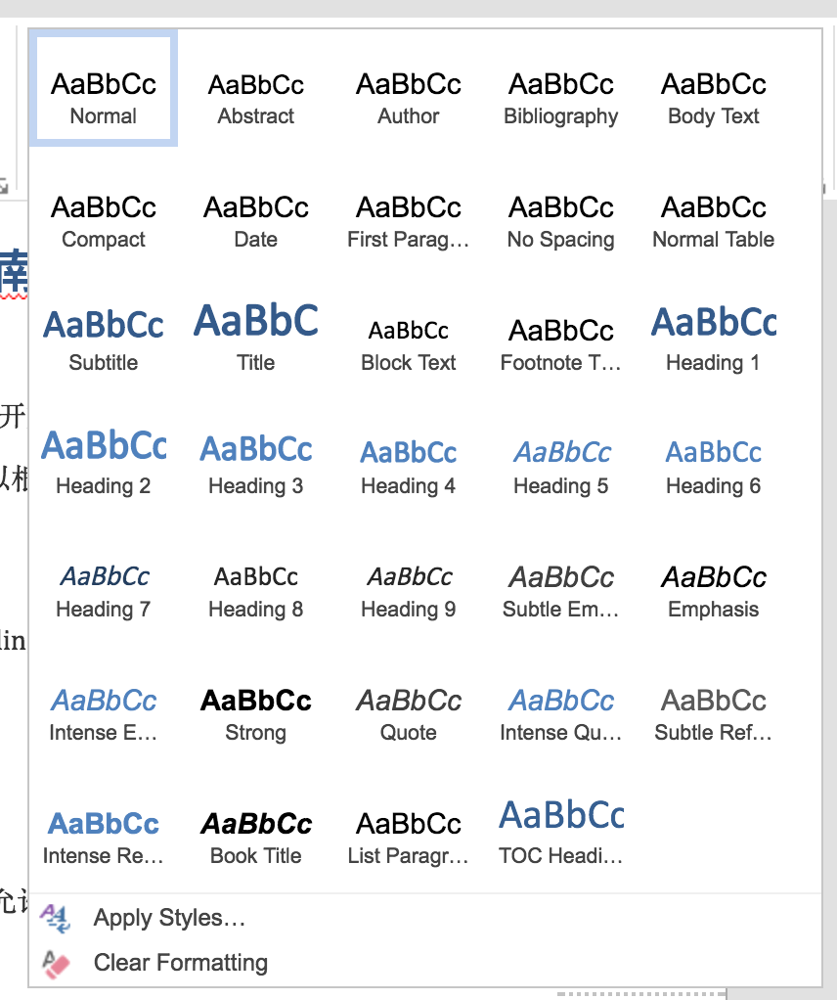 AaBbCc AaBbCc AaBbCc AaBbCc AaBbCc
Normal Abstract Author Bibliography Body Text
AaBbCc AaBbCc AaBbCc AaBbCc AaBbCc
Compact Date First Parag... No Spacing Normal Table
南
AaBbCc AaBbC AaBbCc AaBbCc AaBbCc
Subtitle Title Block Text Footnote T... Heading 1
开
AaBbCc AaBbCc AaBbCc AaBbCc AaBbCc
Heading 2 Heading 3 Heading 4 Heading 5 Heading 6
AaBbCc AaBbCc AaBbCc AaBbCc AaBbCc
Heading 7 Heading 8 Heading 9 Subtle Em... Emphasis
lin
AaBbCc AaBbCc AaBbCc AaBbCc AaBbCc
Intense E... Strong Quote Intense Qu... Subtle Ref...
AaBbCc AaBbCc AaBbCc AaBbCc
Intense Re... Book Title List Paragr... TOC Headi...
Apply Styles...
Clear Formatting